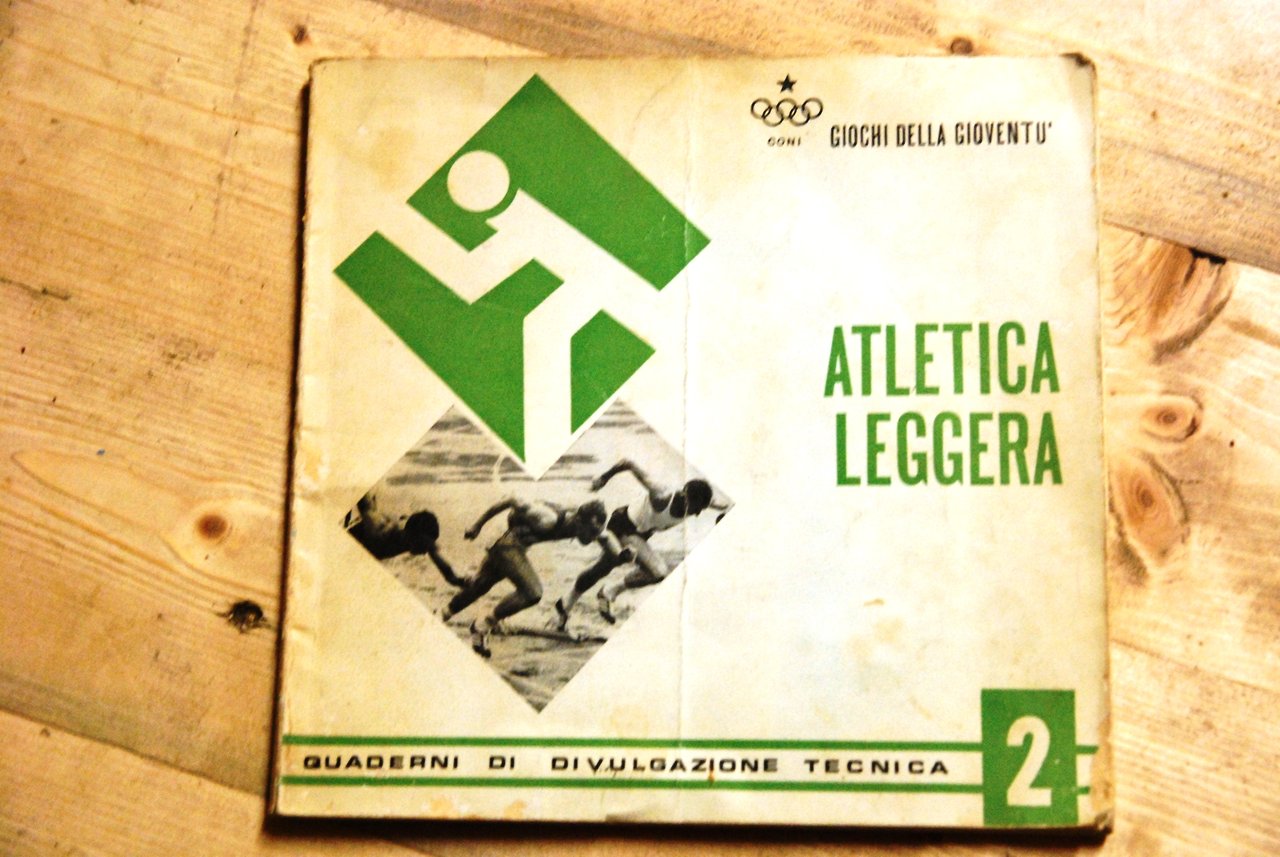 CONI
GIOCHI DELLA GIOVENTU'
ATLETICA
LEGGERA
QUADERNI DI DIVULGAZIONE TECNICA
2